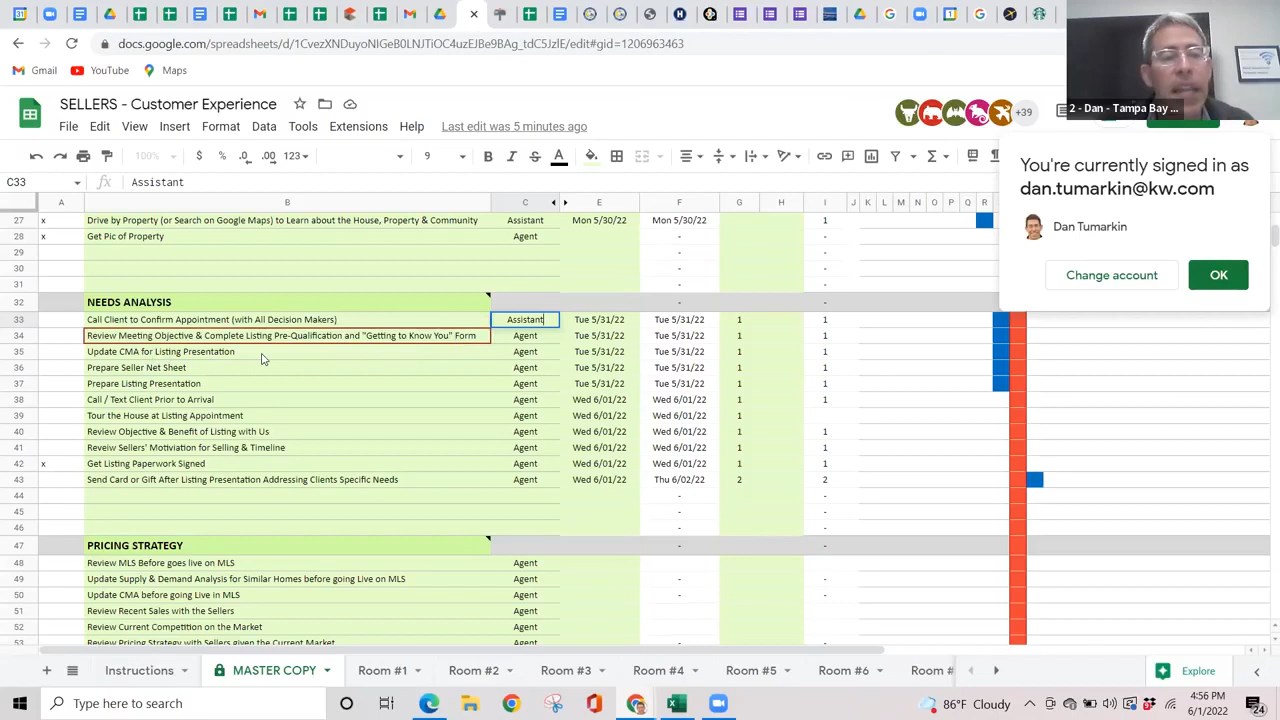 docs.google.com/spreadsheets/d/1CvezXNDuyoNIGeB0LNJTiOC4uzEJBe9BAg_tdC5JzlE/edit#gid=1206963463
Gmail YouTube Maps
SELLERS - Customer Experience
+39
2 - Dan - Tampa Bay ...
File Edit View Insert Format Data Tools Extensions Help Last edit was 5 minutes ago
100% $ % .0 .00 123 9 B I S A
You're currently signed in as
dan.tumarkin@kw.com
Dan Tumarkin
Change account OK
C33 fx Assistant
A B C E F G H I J K L M N O P Q R
27 x Drive by Property (or Search on Google Maps) to Learn about the House, Property & Community Assistant Mon 5/30/22 Mon 5/30/22 1
28 x Get Pic of Property Agent - -
29 - -
30 - -
31 - -
32 NEEDS ANALYSIS - -
33 Call Client to Confirm Appointment (with All Decision Makers) Assistant Tue 5/31/22 Tue 5/31/22 1 1
34 Review Meeting Objective & Complete Listing Pre-Qualification and "Getting to Know You" Form Agent Tue 5/31/22 Tue 5/31/22 1 1
35 Update CMA for Listing Presentation Agent Tue 5/31/22 Tue 5/31/22 1 1
36 Prepare Seller Net Sheet Agent Tue 5/31/22 Tue 5/31/22 1 1
37 Prepare Listing Presentation Agent Tue 5/31/22 Tue 5/31/22 1 1
38 Call / Text Client Prior to Arrival Agent Wed 6/01/22 Wed 6/01/22 1 1
39 Tour the House at Listing Appointment Agent Wed 6/01/22 Wed 6/01/22 1
40 Review Objective & Benefit of Listing with Us Agent Wed 6/01/22 Wed 6/01/22 1 1
41 Reveiw Sellers' Motiviation for Selling & Timeline Agent Wed 6/01/22 Wed 6/01/22 1 1
42 x Get Listing Paperwork Signed Agent Wed 6/01/22 Wed 6/01/22 1 1
43 Send Card or Gift After Listing Presentation Addressing Clients Specific Needs Agent Wed 6/01/22 Thu 6/02/22 2 2
44 - -
45 - -
46 - -
47 PRICING STRATEGY - -
48 Review MLS Before goes live on MLS Agent
49 Update Supply & Demand Analysis for Similar Homes before going Live on MLS Agent - -
50 Update CMA before going Live in MLS Agent - -
51 Review Recent Sales with the Sellers Agent
52 Review Current Competition on the Market Agent
53 Review Pricing Strategy with Sellers given the Current Market Agent - -
Instructions MASTER COPY Room #1 Room #2 Room #3 Room #4 Room #5 Room #6 Room # Explore
Type here to search 86°F Cloudy 4:56 PM
6/1/2022 24